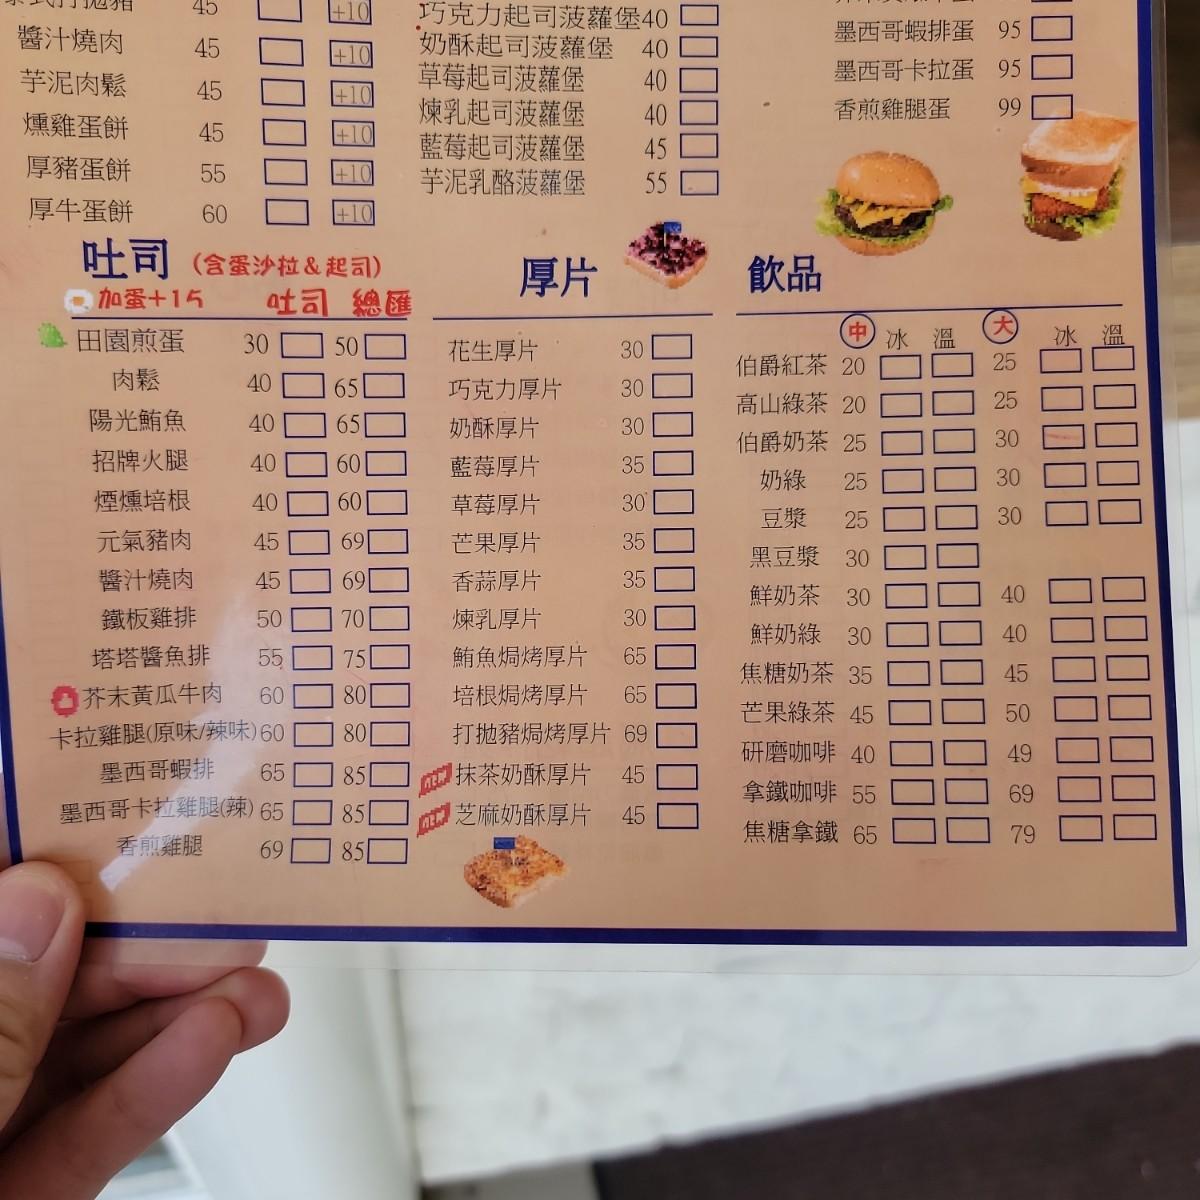 45 +10
醬汁燒肉 45 +10
芋泥肉鬆 45 +10
燻雞蛋餅 45 +10
厚豬蛋餅 55 +10
厚牛蛋餅 60 +10
巧克力起司菠蘿堡 40
奶酥起司菠蘿堡 40
草莓起司菠蘿堡 40
煉乳起司菠蘿堡 40
藍莓起司菠蘿堡 45
芋泥乳酪菠蘿堡 55
墨西哥蝦排蛋 95
墨西哥卡拉蛋 95
香煎雞腿蛋 99
吐司 (含蛋沙拉&起司)
加蛋+15 吐司 總匯
田園煎蛋 30 50
肉鬆 40 65
陽光鮪魚 40 65
招牌火腿 40 60
煙燻培根 40 60
元氣豬肉 45 69
醬汁燒肉 45 69
鐵板雞排 50 70
塔塔醬魚排 55 75
芥末黃瓜牛肉 60 80
卡拉雞腿(原味/辣味) 60 80
墨西哥蝦排 65 85
墨西哥卡拉雞腿(辣) 65 85
香煎雞腿 69 85
厚片
花生厚片 30
巧克力厚片 30
奶酥厚片 30
藍莓厚片 35
草莓厚片 30
芒果厚片 35
香蒜厚片 35
煉乳厚片 30
鮪魚焗烤厚片 65
培根焗烤厚片 65
打拋豬焗烤厚片 69
NEW 抹茶奶酥厚片 45
NEW 芝麻奶酥厚片 45
飲品
中 冰 溫 大 冰 溫
伯爵紅茶 20 25
高山綠茶 20 25
伯爵奶茶 25 30
奶綠 25 30
豆漿 25 30
黑豆漿 30
鮮奶茶 30 40
鮮奶綠 30 40
焦糖奶茶 35 45
芒果綠茶 45 50
研磨咖啡 40 49
拿鐵咖啡 55 69
焦糖拿鐵 65 79